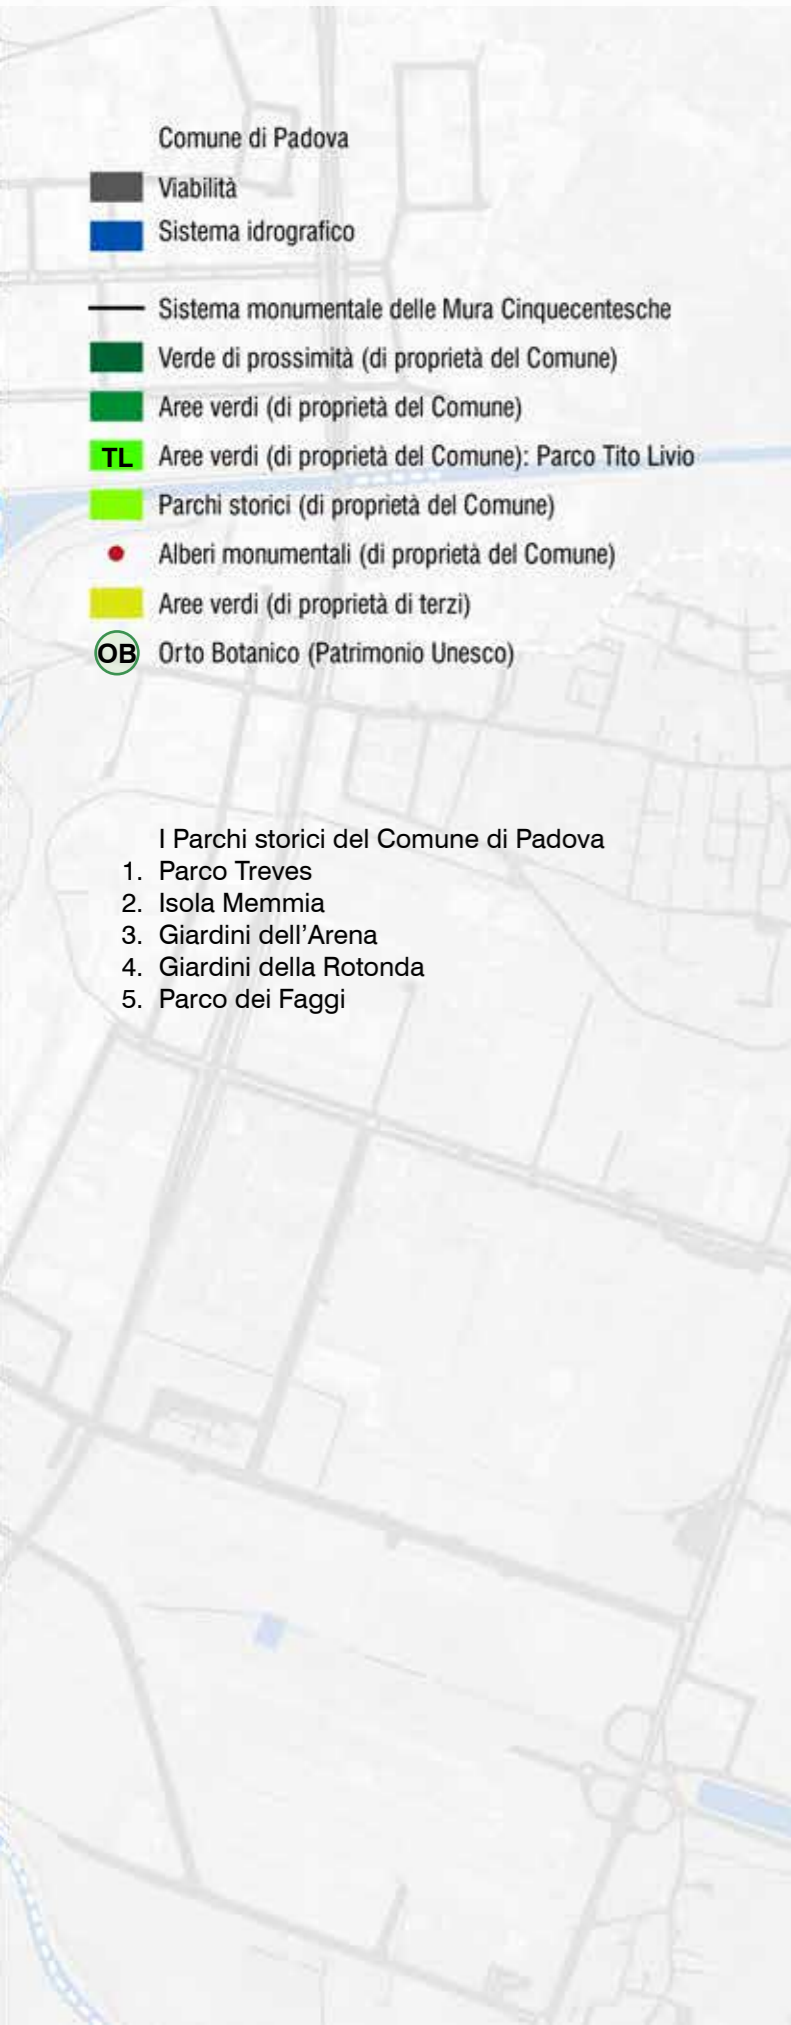 Comune di Padova
Viabilità
Sistema idrografico
Sistema monumentale delle Mura Cinquecentesche
Verde di prossimità (di proprietà del Comune)
Aree verdi (di proprietà del Comune)
TL Aree verdi (di proprietà del Comune): Parco Tito Livio
Parchi storici (di proprietà del Comune)
Alberi monumentali (di proprietà del Comune)
Aree verdi (di proprietà di terzi)
OB Orto Botanico (Patrimonio Unesco)
I Parchi storici del Comune di Padova
1. Parco Treves
2. Isola Memmia
3. Giardini dell’Arena
4. Giardini della Rotonda
5. Parco dei Faggi